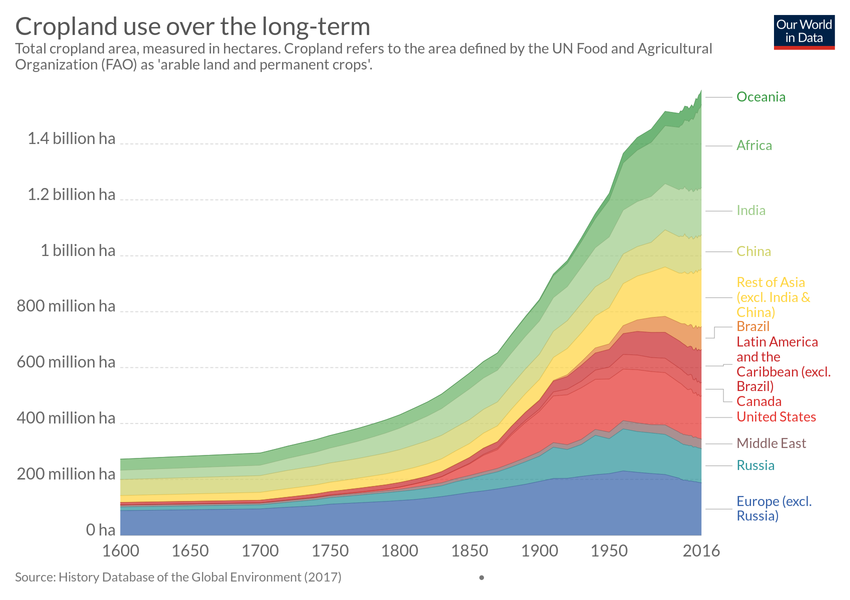 Cropland use over the long-term
Our World
in Data
Total cropland area, measured in hectares. Cropland refers to the area defined by the UN Food and Agricultural
Organization (FAO) as 'arable land and permanent crops'.
1.4 billion ha
1.2 billion ha
1 billion ha
800 million ha
600 million ha
400 million ha
200 million ha
0 ha
1600
1650
1700
1750
1800
1850
1900
1950
2016
Oceania
Africa
India
China
Rest of Asia
(excl. India &
China)
Brazil
Latin America
and the
Caribbean (excl.
Brazil)
Canada
United States
Middle East
Russia
Europe (excl.
Russia)
Source: History Database of the Global Environment (2017)